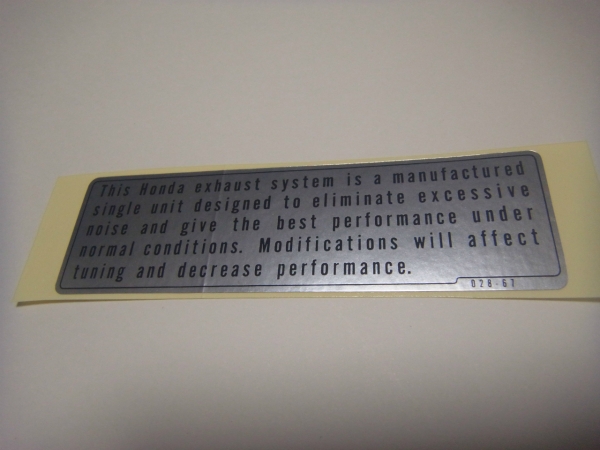 This Honda exhaust system is a manufactured
single unit designed to eliminate excessive
noise and give the best performance under
normal conditions. Modifications will affect
tuning and decrease performance.
028-67